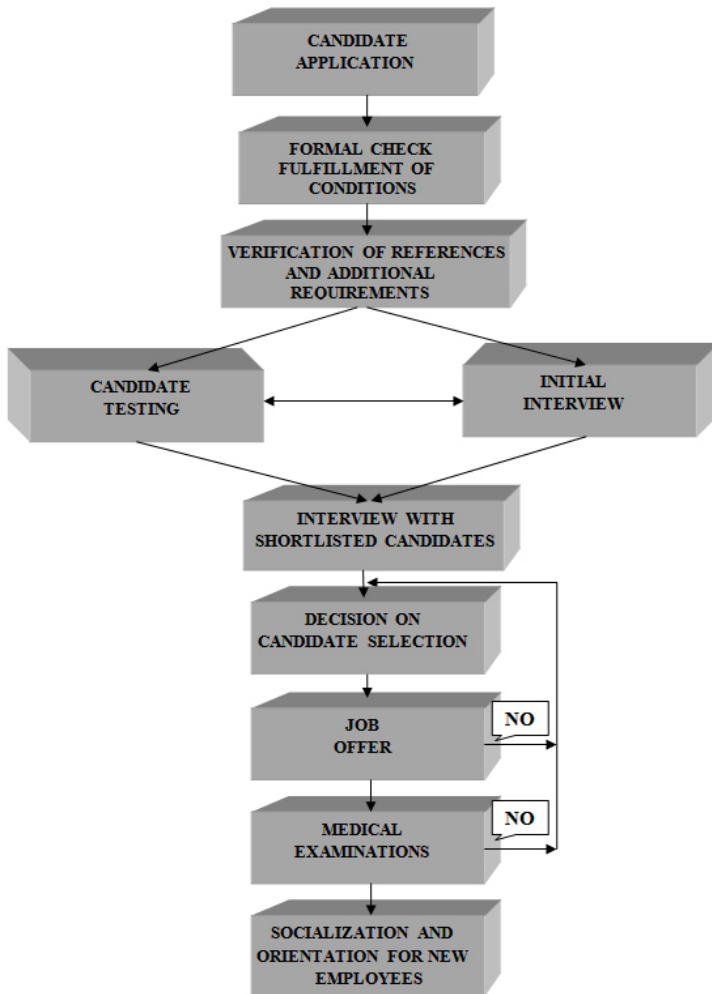 CANDIDATE
APPLICATION
FORMAL CHECK
FULFILLMENT OF
CONDITIONS
VERIFICATION OF REFERENCES
AND ADDITIONAL
REQUIREMENTS
CANDIDATE
TESTING
INITIAL
INTERVIEW
INTERVIEW WITH
SHORTLISTED CANDIDATES
DECISION ON
CANDIDATE SELECTION
JOB
OFFER
NO
MEDICAL
EXAMINATIONS
NO
SOCIALIZATION AND
ORIENTATION FOR NEW
EMPLOYEES